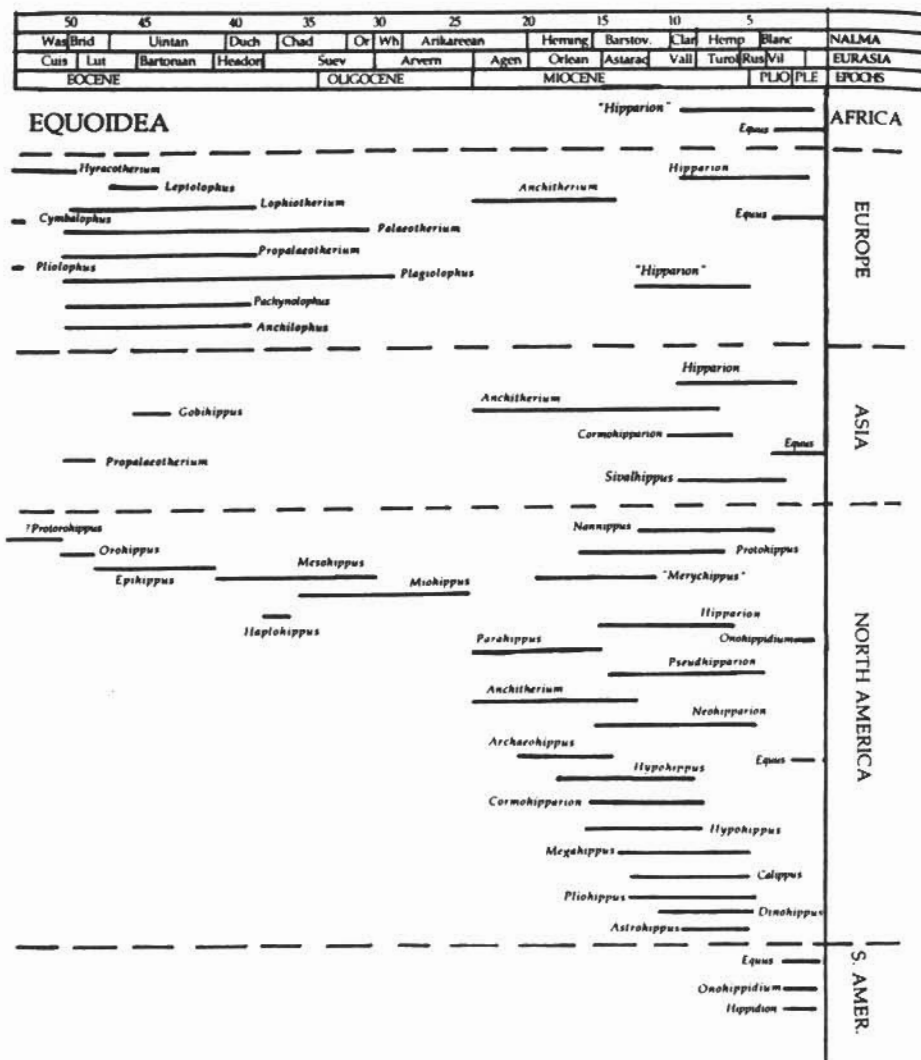 50 45 40 35 30 25 20 15 10 5
Was Brid Uintan Duch Chad Or Wh Arikareean Heming Barstov. Clar Hemp Blanc NALMA
Cuis Lut Bartonian Headon Suev Arvern Agen Orlean Astarac Vall Turol Rus Vil EURASIA
EOCENE OLIGOCENE MIOCENE PLIO PLE EPOCHS
EQUOIDEA
"Hipparion"
Equus
AFRICA
Hyracotherium
Hipparion
Leptolophus
Anchitherium
Lophiotherium
Cymbalophus
Equus
Palaeotherium
Propalaeotherium
Pliolophus
"Hipparion"
Plagiolophus
Pachynolophus
Anchilophus
EUROPE
Hipparion
Anchitherium
Gobihippus
Cormohipparion
Equus
Propalaeotherium
Sivalhippus
ASIA
?Protorohippus
Nannippus
Orohippus
Protohippus
Mesohippus
Epihippus
Miohippus
"Merychippus"
Hipparion
Haplohippus
Parahippus
Onohippidium
Pseudhipparion
Anchitherium
Neohipparion
Archaeohippus
Equus
Hypohippus
Cormohipparion
Hypohippus
Megahippus
Calippus
Pliohippus
Dinohippus
Astrohippus
NORTH AMERICA
Equus
Onohippidium
Hippidion
S. AMER.